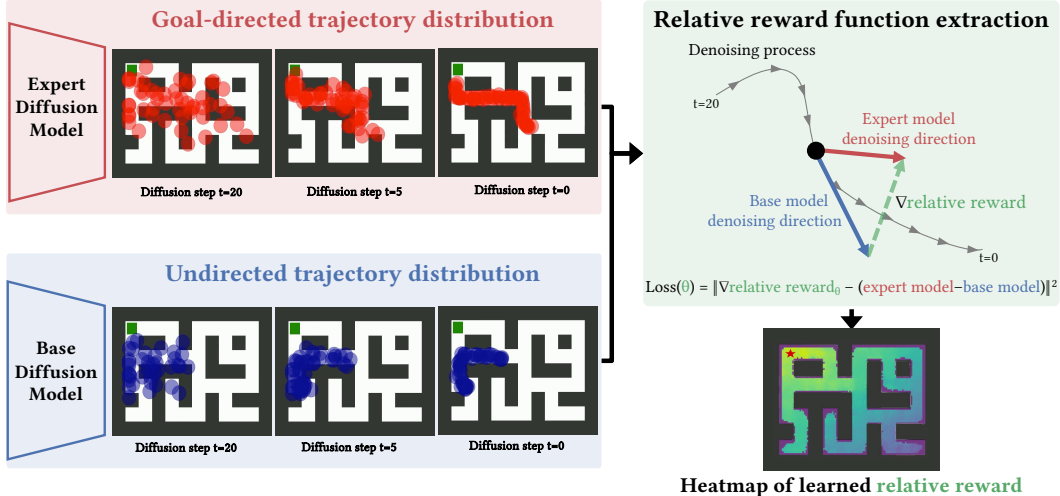 Goal-directed trajectory distribution
Expert
Diffusion
Model
Diffusion step t=20
Diffusion step t=5
Diffusion step t=0
Undirected trajectory distribution
Base
Diffusion
Model
Diffusion step t=20
Diffusion step t=5
Diffusion step t=0
Relative reward function extraction
Denoising process
t=20
Expert model
denoising direction
Base model
denoising direction
∇relative reward
t=0
Loss(θ) = ‖∇relative rewardθ − (expert model−base model)‖²
Heatmap of learned relative reward